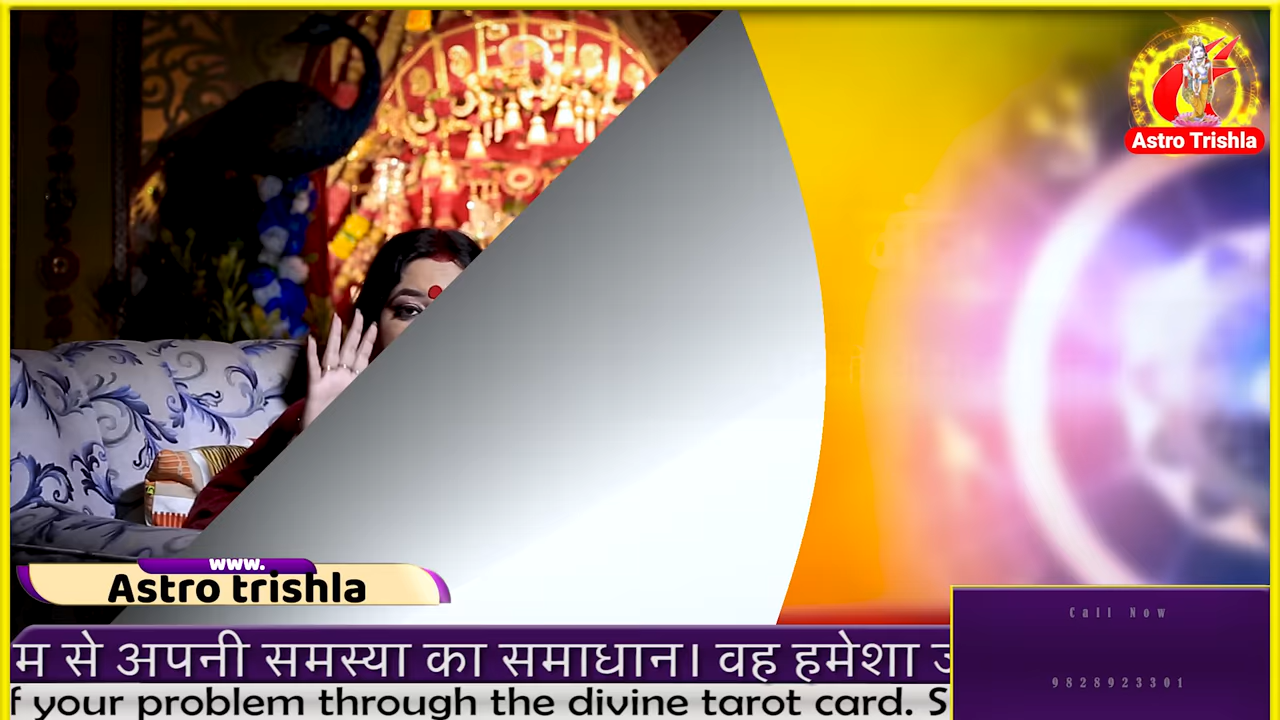 Astro Trishla
www.
Astro trishla
म से अपनी समस्या का समाधान। वह हमेशा
f your problem through the divine tarot card. S
Call Now
9828923301